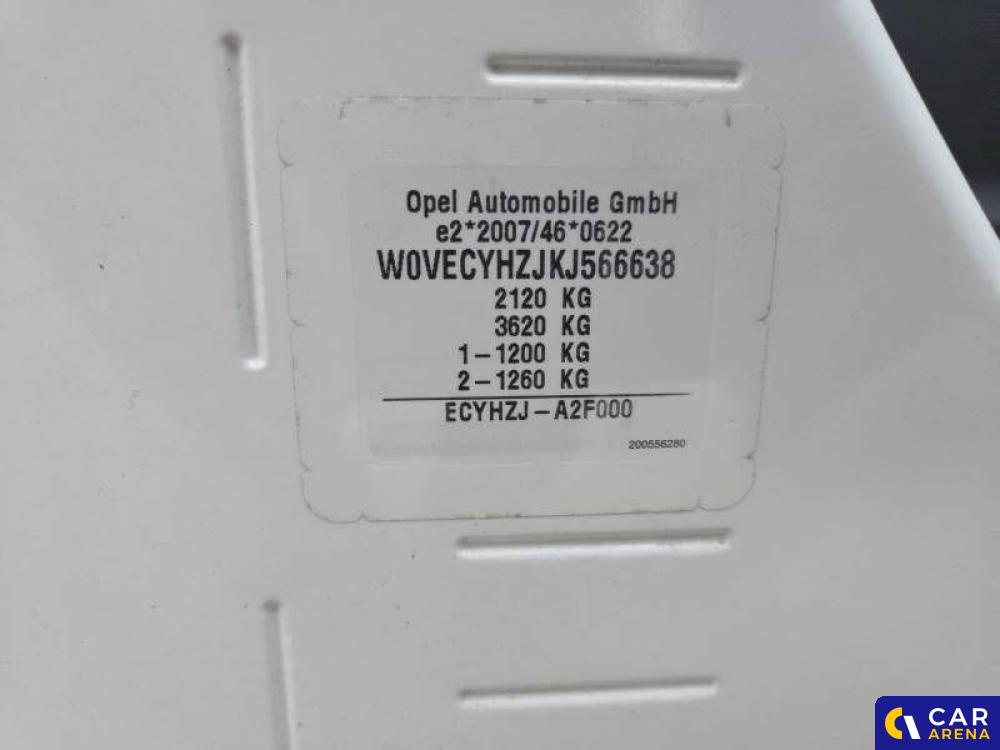 Opel Automobile GmbH
e2*2007/46*0622
W0VECYHZJKJ566638
2120 KG
3620 KG
1-1200 KG
2-1260 KG
ECYHZJ-A2F000
200556280
CAR
ARENA